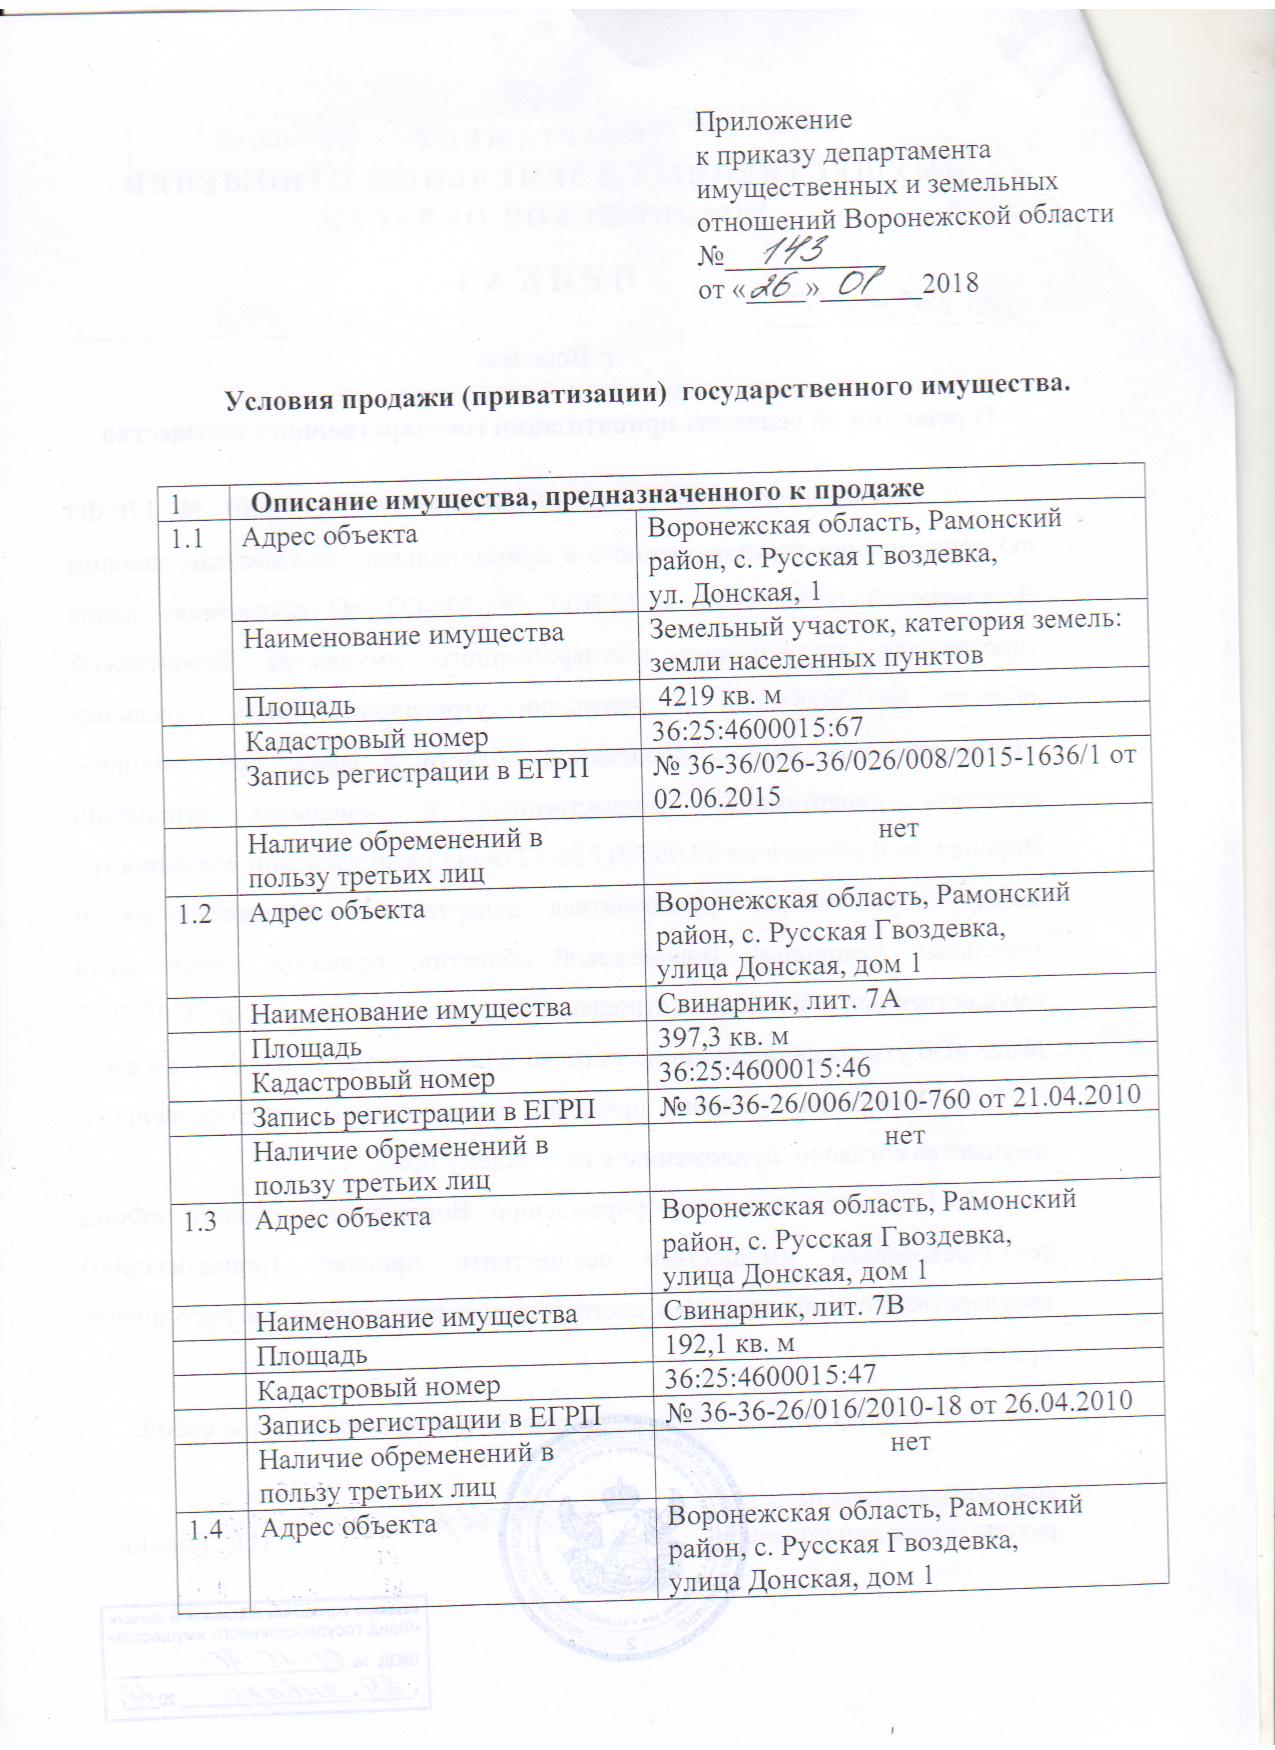 Приложение
к приказу департамента
имущественных и земельных
отношений Воронежской области
№ 143
от «26» 01 2018
Условия продажи (приватизации) государственного имущества.
1 Описание имущества, предназначенного к продаже
1.1 Адрес объекта Воронежская область, Рамонский
район, с. Русская Гвоздевка,
ул. Донская, 1
Наименование имущества Земельный участок, категория земель:
земли населенных пунктов
Площадь 4219 кв. м
Кадастровый номер 36:25:4600015:67
Запись регистрации в ЕГРП № 36-36/026-36/026/008/2015-1636/1 от
02.06.2015
Наличие обременений в нет
пользу третьих лиц
1.2 Адрес объекта Воронежская область, Рамонский
район, с. Русская Гвоздевка,
улица Донская, дом 1
Наименование имущества Свинарник, лит. 7А
Площадь 397,3 кв. м
Кадастровый номер 36:25:4600015:46
Запись регистрации в ЕГРП № 36-36-26/006/2010-760 от 21.04.2010
Наличие обременений в нет
пользу третьих лиц
1.3 Адрес объекта Воронежская область, Рамонский
район, с. Русская Гвоздевка,
улица Донская, дом 1
Наименование имущества Свинарник, лит. 7В
Площадь 192,1 кв. м
Кадастровый номер 36:25:4600015:47
Запись регистрации в ЕГРП № 36-36-26/016/2010-18 от 26.04.2010
Наличие обременений в нет
пользу третьих лиц
1.4 Адрес объекта Воронежская область, Рамонский
район, с. Русская Гвоздевка,
улица Донская, дом 1